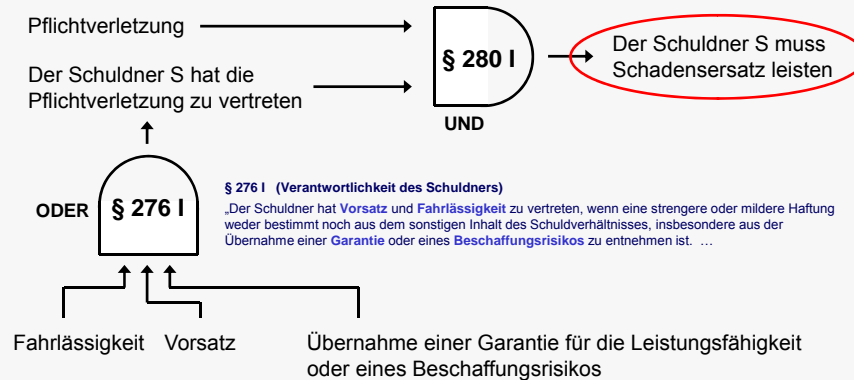 Pflichtverletzung
§ 280 I
Der Schuldner S muss
Schadensersatz leisten
Der Schuldner S hat die
Pflichtverletzung zu vertreten
UND
ODER
§ 276 I
§ 276 I (Verantwortlichkeit des Schuldners)
„Der Schuldner hat Vorsatz und Fahrlässigkeit zu vertreten, wenn eine strengere oder mildere Haftung
weder bestimmt noch aus dem sonstigen Inhalt des Schuldverhältnisses, insbesondere aus der
Übernahme einer Garantie oder eines Beschaffungsrisikos zu entnehmen ist. …
Fahrlässigkeit
Vorsatz
Übernahme einer Garantie für die Leistungsfähigkeit
oder eines Beschaffungsrisikos